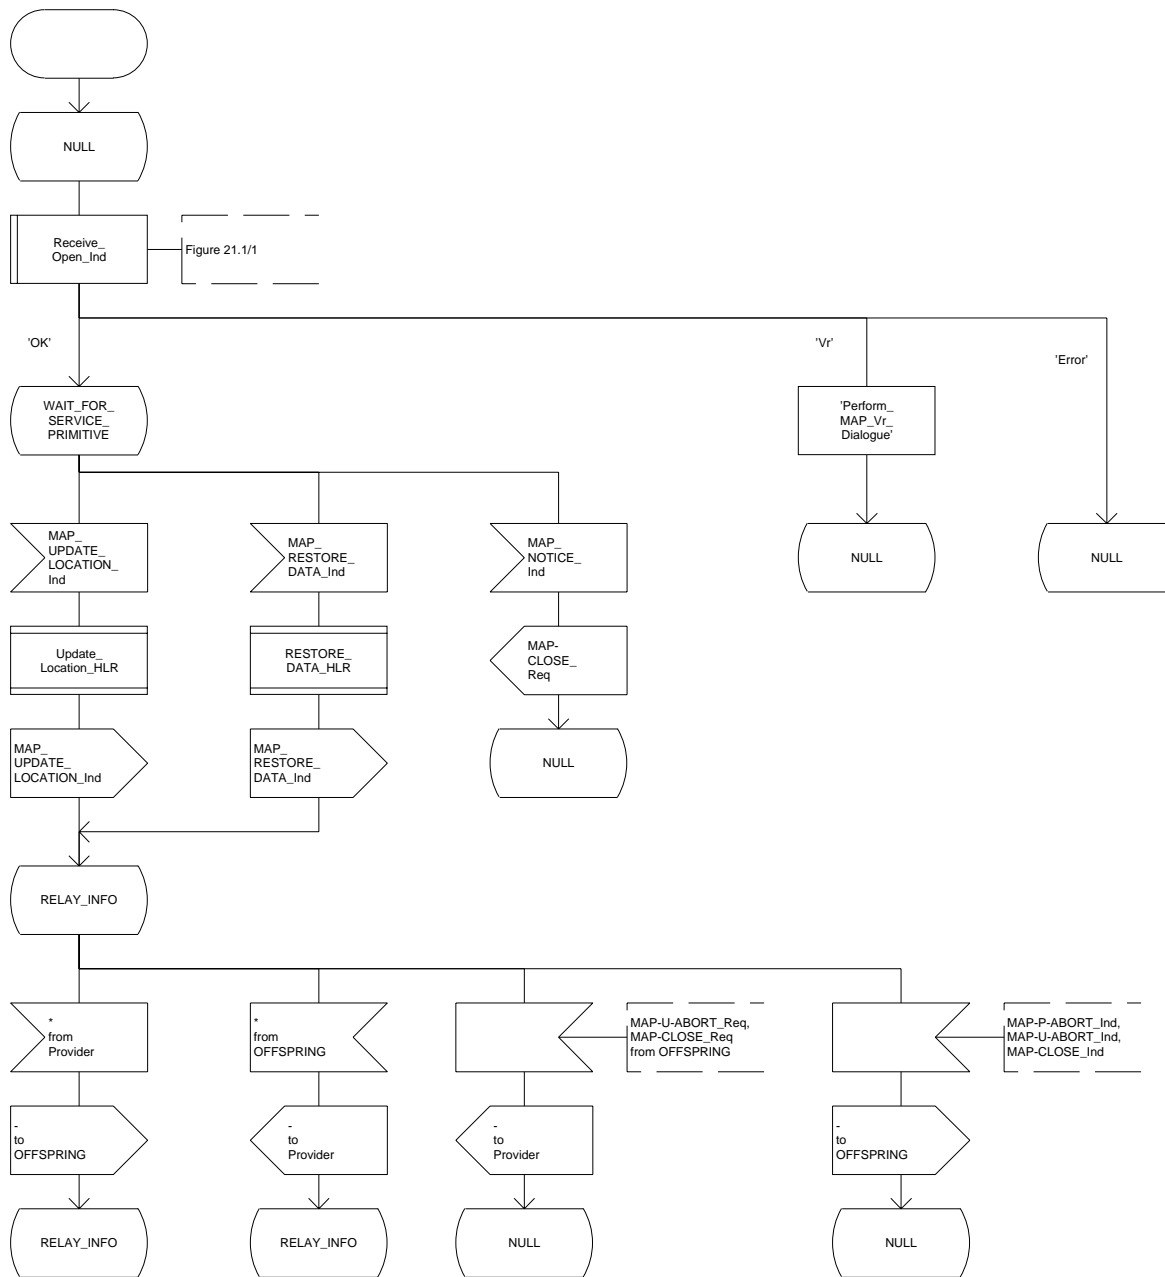 NULL
Receive_
Open_Ind
Figure 21.1/1
'OK'
'Vr'
'Error'
WAIT_FOR_
SERVICE_
PRIMITIVE
'Perform_
MAP_Vr_
Dialogue'
MAP_
UPDATE_
LOCATION_
Ind
MAP_
RESTORE_
DATA_Ind
MAP_
NOTICE_
Ind
NULL
NULL
Update_
Location_HLR
RESTORE_
DATA_HLR
MAP-
CLOSE_
Req
MAP_
UPDATE_
LOCATION_Ind
MAP_
RESTORE_
DATA_Ind
NULL
RELAY_INFO
*
from
Provider
*
from
OFFSPRING
MAP-U-ABORT_Req,
MAP-CLOSE_Req
from OFFSPRING
MAP-P-ABORT_Ind,
MAP-U-ABORT_Ind,
MAP-CLOSE_Ind
-
to
OFFSPRING
-
to
Provider
-
to
Provider
-
to
OFFSPRING
RELAY_INFO
RELAY_INFO
NULL
NULL